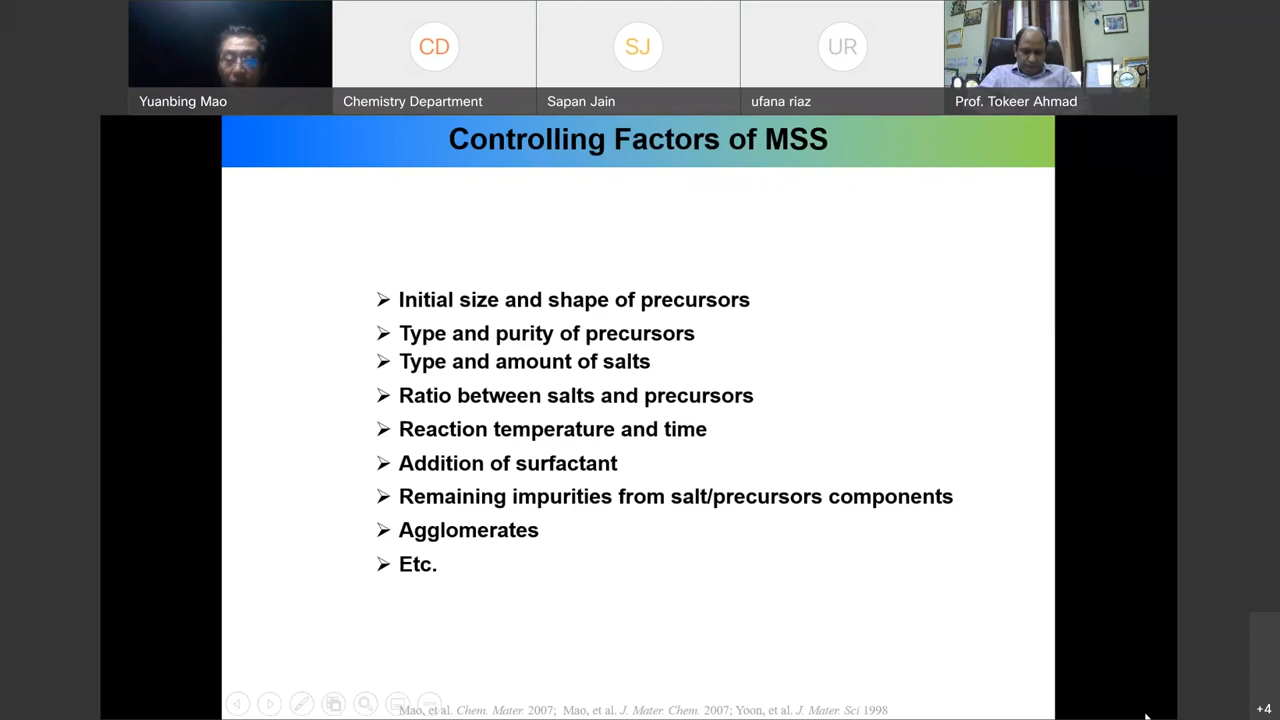 CD
SJ
UR
Yuanbing Mao
Chemistry Department
Sapan Jain
ufana riaz
Prof. Tokeer Ahmad
Controlling Factors of MSS
Initial size and shape of precursors
Type and purity of precursors
Type and amount of salts
Ratio between salts and precursors
Reaction temperature and time
Addition of surfactant
Remaining impurities from salt/precursors components
Agglomerates
Etc.
Mao, et al. Chem. Mater. 2007; Mao, et al. J. Mater. Chem. 2007; Yoon, et al. J. Mater. Sci 1998
+4